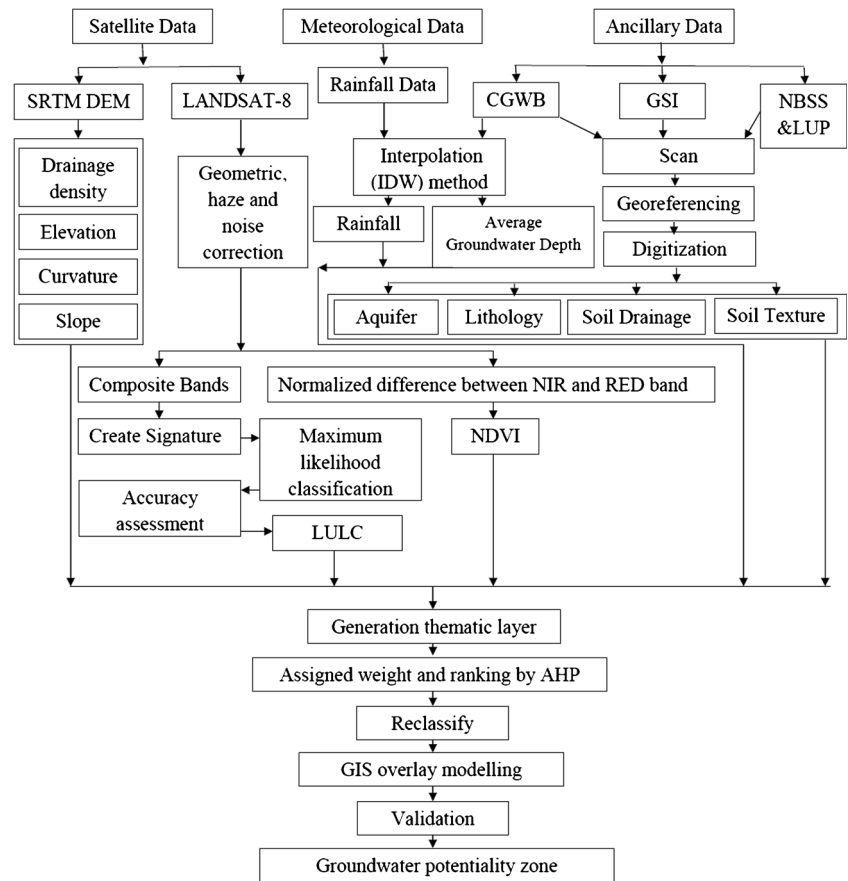 Satellite Data
Meteorological Data
Ancillary Data
SRTM DEM
LANDSAT-8
Rainfall Data
CGWB
GSI
NBSS
&LUP
Drainage
density
Elevation
Curvature
Slope
Geometric,
haze and
noise
correction
Interpolation
(IDW) method
Scan
Georeferencing
Digitization
Rainfall
Average
Groundwater Depth
Aquifer
Lithology
Soil Drainage
Soil Texture
Composite Bands
Normalized difference between NIR and RED band
Create Signature
Maximum
likelihood
classification
NDVI
Accuracy
assessment
LULC
Generation thematic layer
Assigned weight and ranking by AHP
Reclassify
GIS overlay modelling
Validation
Groundwater potentiality zone